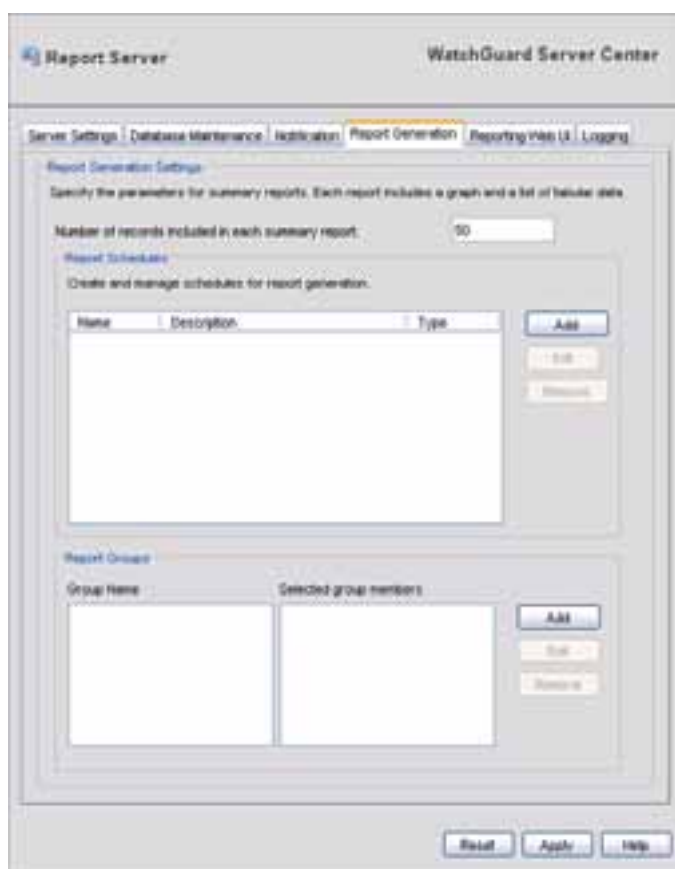 Report Server
WatchGuard Server Center
Server Settings Database Maintenance Notification Report Generation Reporting Web UI Logging
Report Generation Settings
Specify the parameters for summary reports. Each report includes a graph and a list of tabular data
Number of records included in each summary report: 50
Report Schedules
Create and manage schedules for report generation.
Name Description Type
Add
Edit
Remove
Report Groups
Group Name Selected group members
Add
Edit
Remove
Reset Apply Help